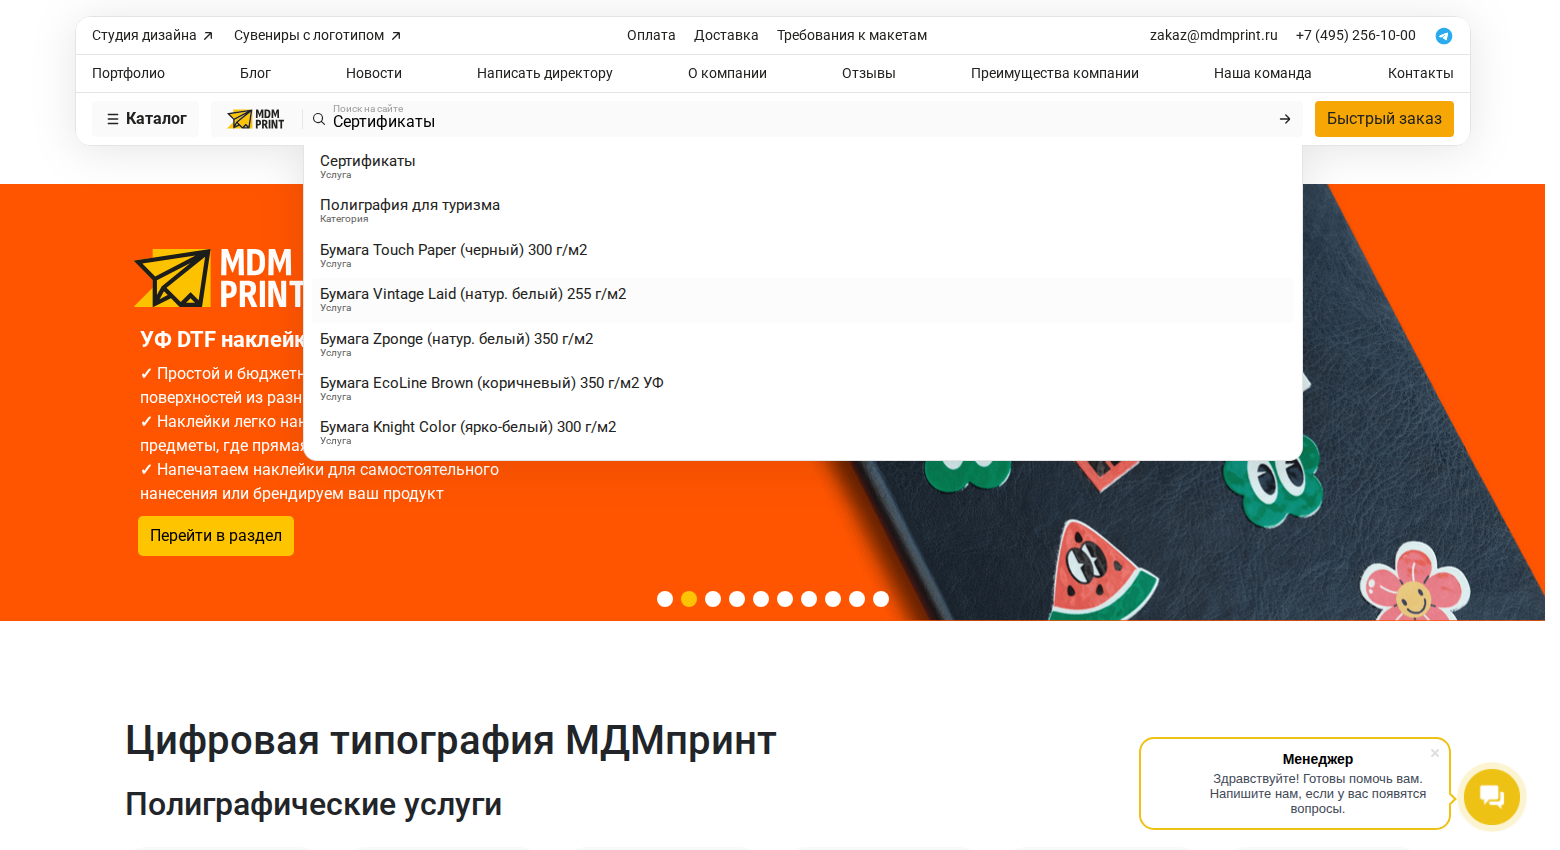 Студия дизайна Сувениры с логотипом Оплата Доставка Требования к макетам zakaz@mdmprint.ru +7 (495) 256-10-00
Портфолио Блог Новости Написать директору О компании Отзывы Преимущества компании Наша команда Контакты
Каталог MDM PRINT Поиск на сайте Сертификаты Быстрый заказ
Сертификаты
Услуга
Полиграфия для туризма
Категория
Бумага Touch Paper (черный) 300 г/м2
Услуга
Бумага Vintage Laid (натур. белый) 255 г/м2
Услуга
Бумага Zponge (натур. белый) 350 г/м2
Услуга
Бумага EcoLine Brown (коричневый) 350 г/м2 УФ
Услуга
Бумага Knight Color (ярко-белый) 300 г/м2
Услуга
MDM
PRINT
УФ DTF наклейк
✓ Простой и бюджетн
поверхностей из разн
✓ Наклейки легко нан
предметы, где прямая
✓ Напечатаем наклейки для самостоятельного
нанесения или брендируем ваш продукт
Перейти в раздел
Цифровая типография МДМпринт
Полиграфические услуги
Менеджер
Здравствуйте! Готовы помочь вам.
Напишите нам, если у вас появятся
вопросы.